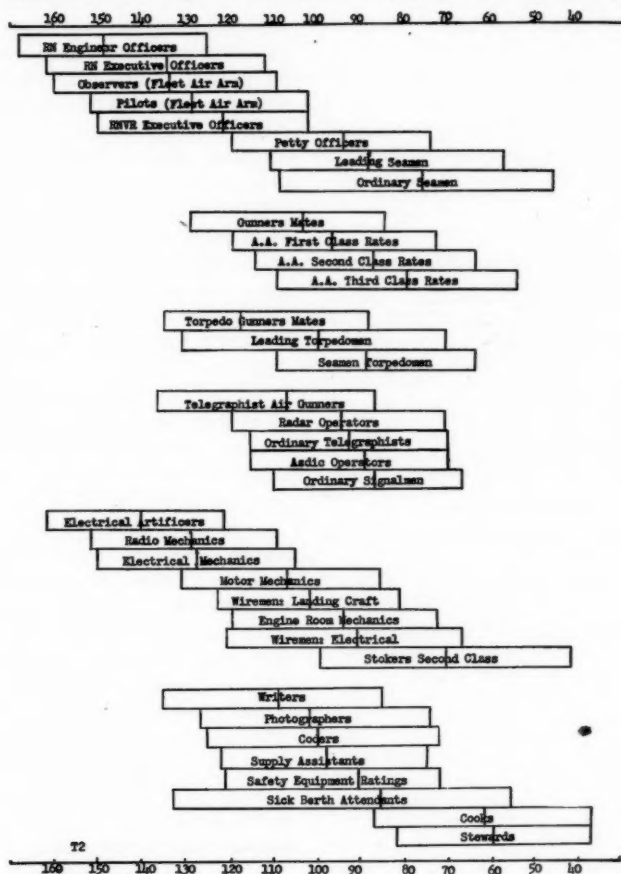 120 110 100 90 80 70 60 50 40
RN Engineer Officers
RN Executive Officers
Observers (Fleet Air Arm)
Pilots (Fleet Air Arm)
RNVR Executive Officers
Petty Officers
Leading Seamen
Ordinary Seamen
Gunners Mates
A.A. First Class Rates
A.A. Second Class Rates
A.A. Third Class Rates
Torpedo Gunners Mates
Leading Torpedomen
Seamen Torpedomen
Telegraphist Air Gunners
Radar Operators
Ordinary Telegraphists
Asdic Operators
Ordinary Signalmen
Electrical Artificers
Radio Mechanics
Electrical Mechanics
Motor Mechanics
Wiremen: Landing Craft
Engine Room Mechanics
Wiremen: Electrical
Stokers Second Class
Writers
Photographers
Coders
Supply Assistants
Safety Equipment Ratings
Sick Berth Attendants
Cooks
Stewards
T2
160 150 140 130 120 110 100 90 80 70 60 50 40